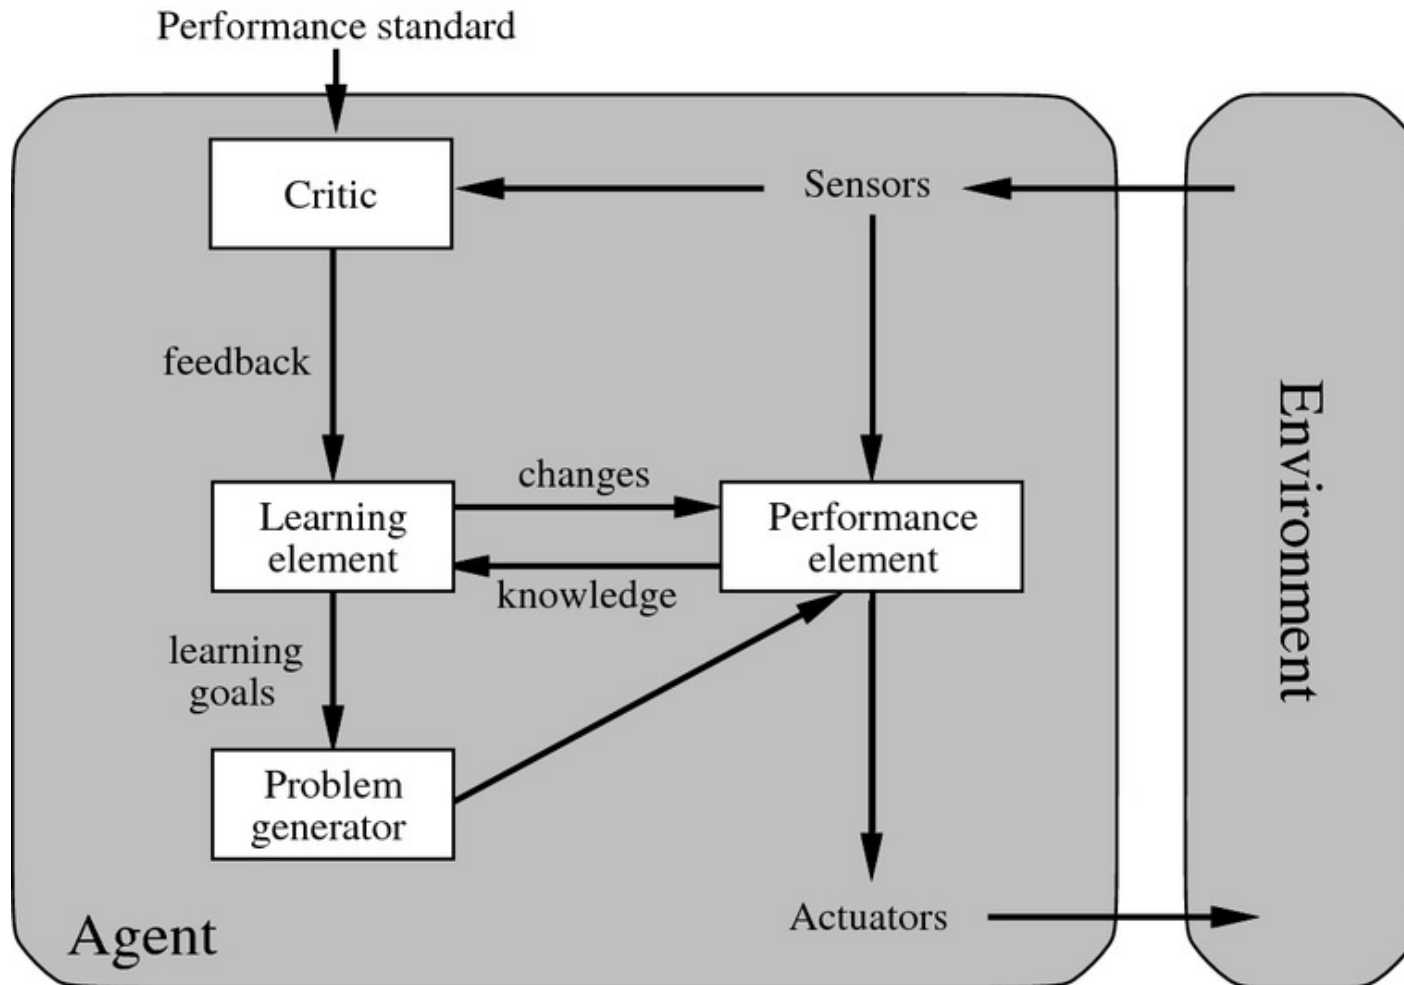 Performance standard
Critic
Sensors
feedback
changes
Learning
element
Performance
element
knowledge
learning
goals
Problem
generator
Actuators
Agent
Environment